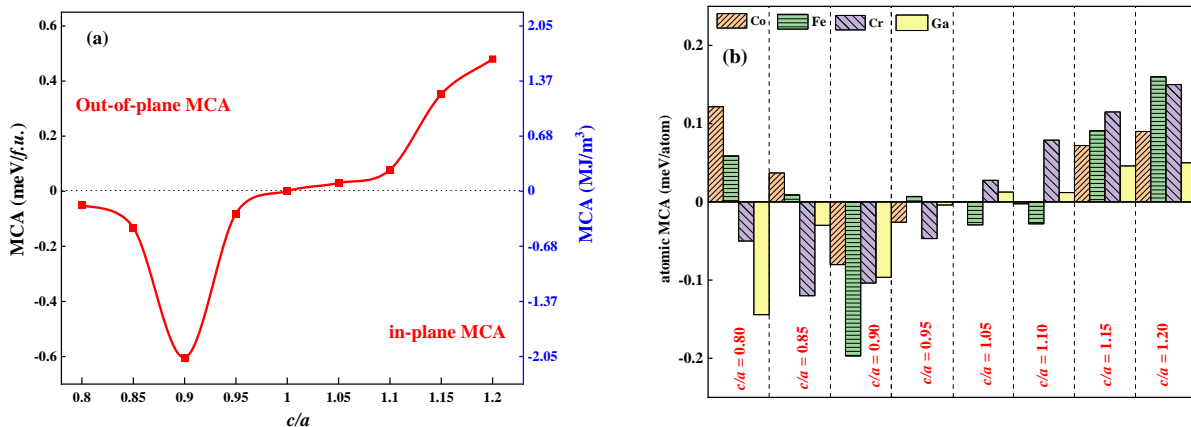 (a)
Out-of-plane MCA
in-plane MCA
MCA (meV/f.u.)
0.6
0.4
0.2
0
-0.2
-0.4
-0.6
2.05
1.37
0.68
0
-0.68
-1.37
-2.05
MCA (MJ/m³)
0.8 0.85 0.9 0.95 1 1.05 1.1 1.15 1.2
c/a
Co Fe Cr Ga
(b)
atomic MCA (meV/atom)
0.2
0.1
0
-0.1
-0.2
c/a = 0.80
c/a = 0.85
c/a = 0.90
c/a = 0.95
c/a = 1.05
c/a = 1.10
c/a = 1.15
c/a = 1.20